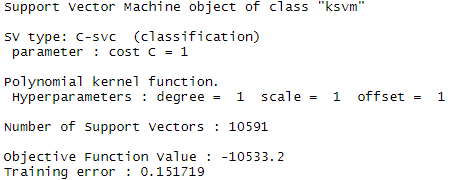 Support Vector Machine object of class "ksvm"
SV type: C-svc  (classification)
 parameter : cost C = 1
Polynomial kernel function.
 Hyperparameters : degree =  1  scale =  1  offset =  1
Number of Support Vectors : 10591
Objective Function Value : -10533.2
Training error : 0.151719